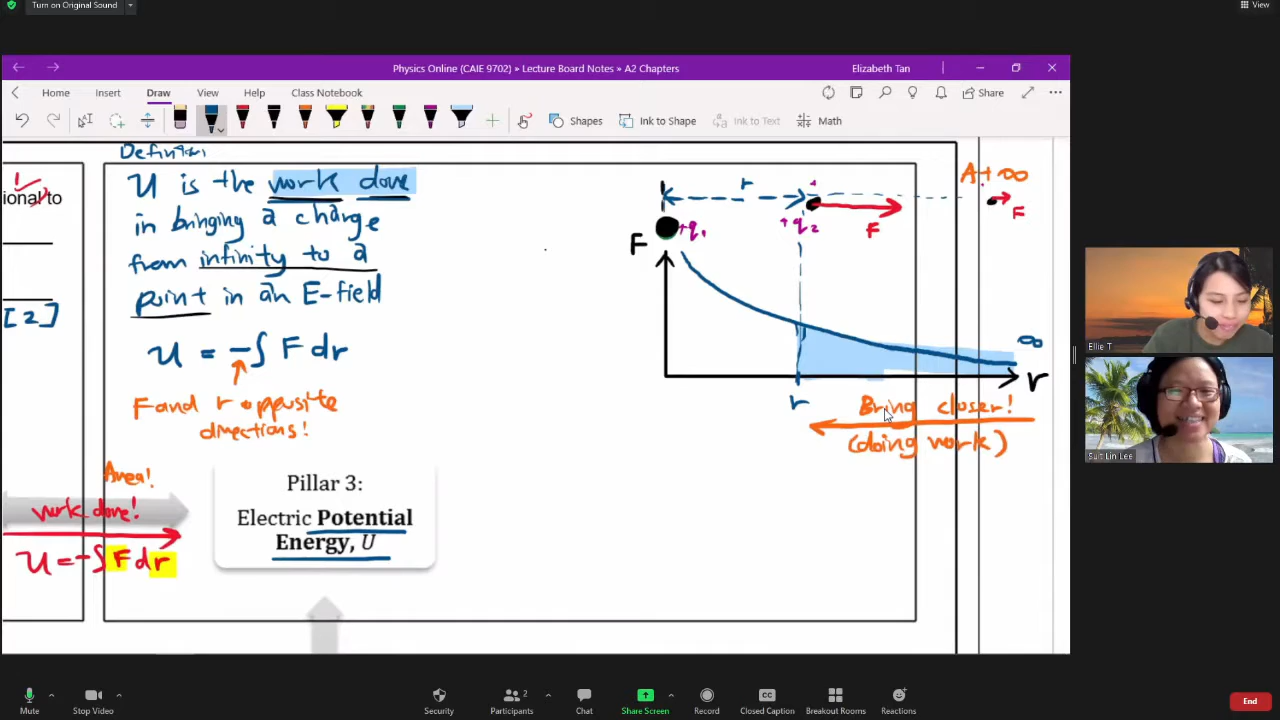 Turn on Original Sound
View
Physics Online (CAIE 9702) » Lecture Board Notes » A2 Chapters
Elizabeth Tan
Home Insert Draw View Help Class Notebook
Share
Shapes Ink to Shape Ink to Text Math
ional to
[2]
U is the work done
in bringing a charge
from infinity to a
point in an E-field
U = -∫ F dr
F and r opposite
directions!
Area!
work done!
U = -∫ F dr
Pillar 3:
Electric Potential
Energy, U
r
+q₁
+q₂
F
At ∞
F
F
∞
r
r
Bring closer!
(doing work)
Ellie T
Suit Lin Lee
Mute
Stop Video
Security
Participants
2
Chat
Share Screen
Record
Closed Caption
Breakout Rooms
Reactions
End